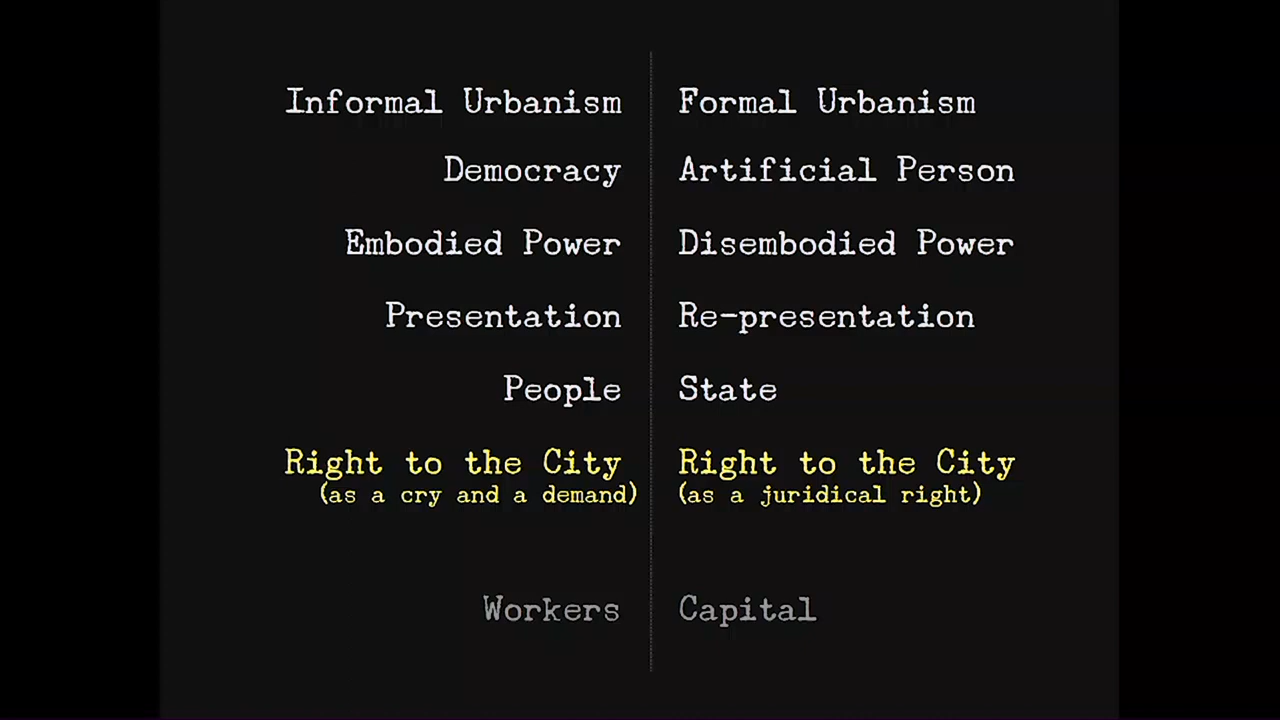 Informal Urbanism
Formal Urbanism
Democracy
Artificial Person
Embodied Power
Disembodied Power
Presentation
Re-presentation
People
State
Right to the City
(as a cry and a demand)
Right to the City
(as a juridical right)
Workers
Capital